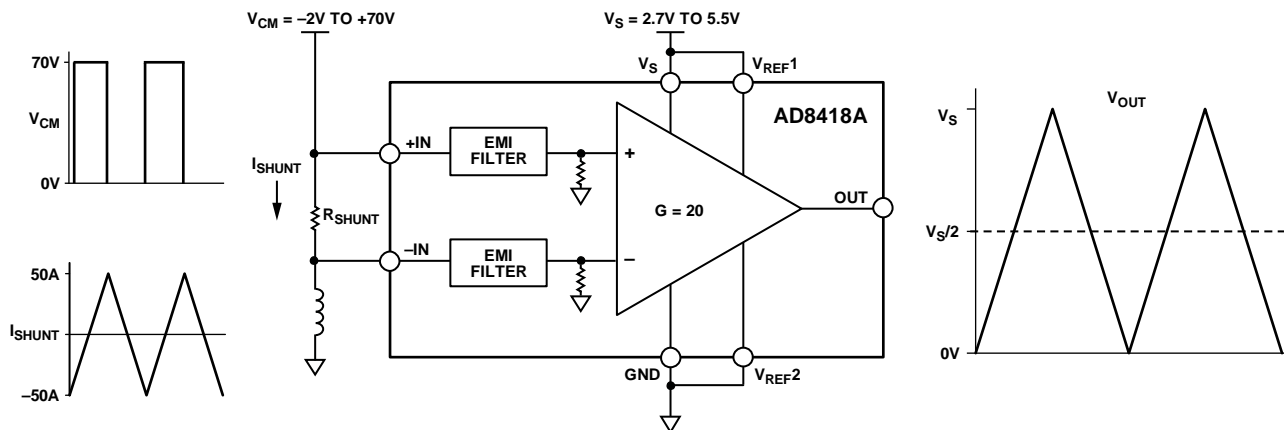 V_CM = –2V TO +70V
V_S = 2.7V TO 5.5V
70V
V_CM
0V
V_S
V_REF1
AD8418A
I_SHUNT
+IN
EMI
FILTER
+
R_SHUNT
G = 20
OUT
–IN
EMI
FILTER
–
50A
I_SHUNT
–50A
GND
V_REF2
V_OUT
V_S
V_S/2
0V